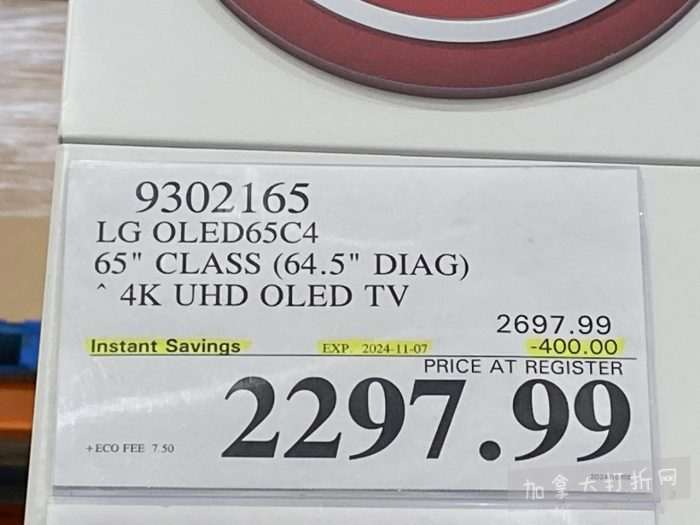 9302165
LG OLED65C4
65" CLASS (64.5" DIAG)
^ 4K UHD OLED TV
2697.99
Instant Savings EXP. 2024-11-07 -400.00
PRICE AT REGISTER
2297.99
+ECO FEE 7.50
加拿大打折网